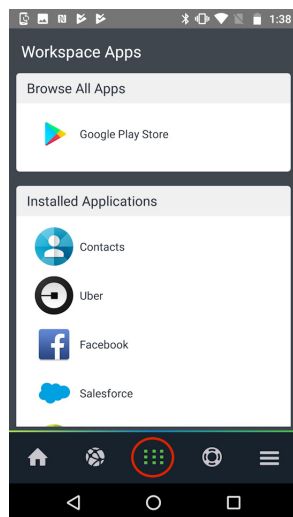 1:38
Workspace Apps
Browse All Apps
Google Play Store
Installed Applications
Contacts
Uber
Facebook
Salesforce